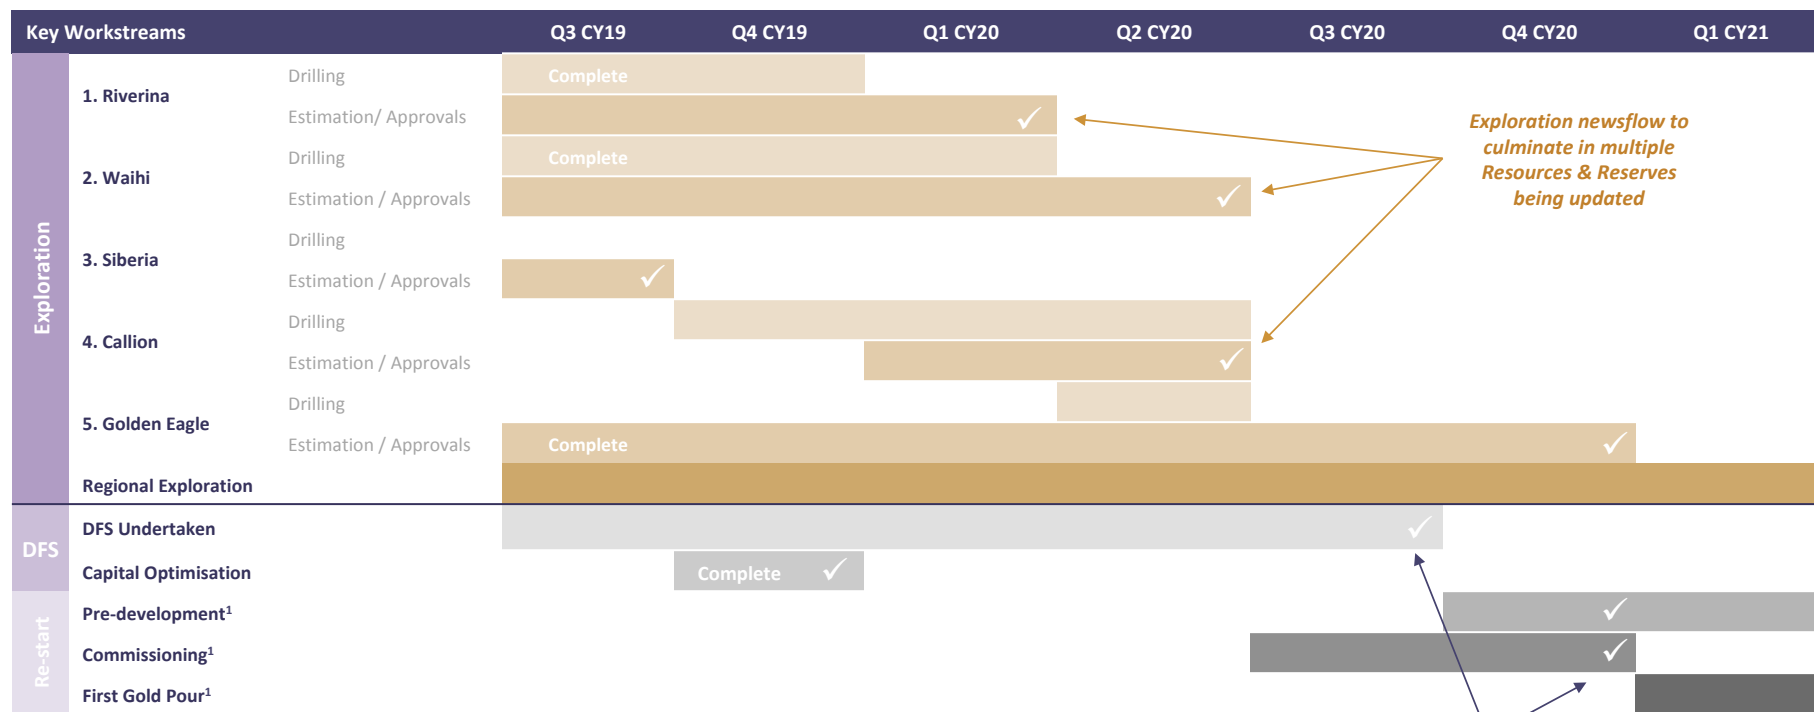 Key Workstreams Q3 CY19 Q4 CY19 Q1 CY20 Q2 CY20 Q3 CY20 Q4 CY20 Q1 CY21
Exploration
1. Riverina
Drilling Complete
Estimation/ Approvals ✓
2. Waihi
Drilling Complete
Estimation / Approvals ✓
3. Siberia
Drilling
Estimation / Approvals ✓
4. Callion
Drilling
Estimation / Approvals ✓
5. Golden Eagle
Drilling
Estimation / Approvals Complete ✓
Regional Exploration
Exploration newsflow to
culminate in multiple
Resources & Reserves
being updated
DFS
DFS Undertaken ✓
Capital Optimisation Complete ✓
Re-start
Pre-development¹ ✓
Commissioning¹ ✓
First Gold Pour¹